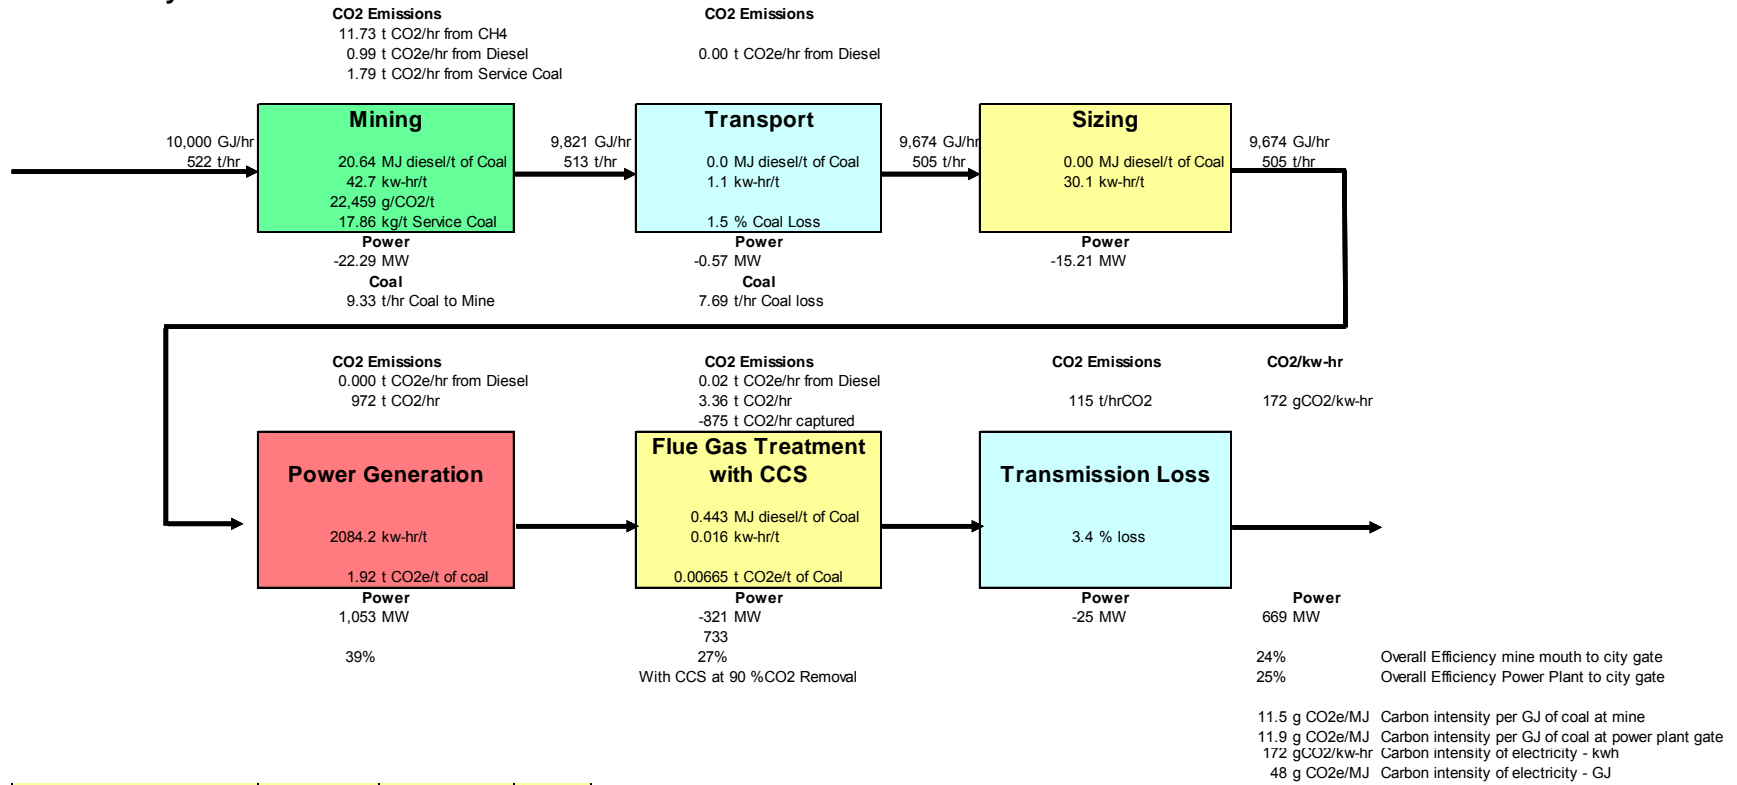 CO2 Emissions
11.73 t CO2/hr from CH4
0.99 t CO2e/hr from Diesel
1.79 t CO2/hr from Service Coal
CO2 Emissions
0.00 t CO2e/hr from Diesel
10,000 GJ/hr
522 t/hr
Mining
20.64 MJ diesel/t of Coal
42.7 kw-hr/t
22,459 g/CO2/t
17.86 kg/t Service Coal
Power
-22.29 MW
Coal
9.33 t/hr Coal to Mine
9,821 GJ/hr
513 t/hr
Transport
0.0 MJ diesel/t of Coal
1.1 kw-hr/t
1.5 % Coal Loss
Power
-0.57 MW
Coal
7.69 t/hr Coal loss
9,674 GJ/hr
505 t/hr
Sizing
0.00 MJ diesel/t of Coal
30.1 kw-hr/t
Power
-15.21 MW
9,674 GJ/hr
505 t/hr
CO2 Emissions
0.000 t CO2e/hr from Diesel
972 t CO2/hr
Power Generation
2084.2 kw-hr/t
1.92 t CO2e/t of coal
Power
1,053 MW
39%
CO2 Emissions
0.02 t CO2e/hr from Diesel
3.36 t CO2/hr
-875 t CO2/hr captured
Flue Gas Treatment
with CCS
0.443 MJ diesel/t of Coal
0.016 kw-hr/t
0.00665 t CO2e/t of Coal
Power
-321 MW
733
27%
With CCS at 90 %CO2 Removal
CO2 Emissions
115 t/hrCO2
Transmission Loss
3.4 % loss
Power
-25 MW
CO2/kw-hr
172 gCO2/kw-hr
Power
669 MW
24% Overall Efficiency mine mouth to city gate
25% Overall Efficiency Power Plant to city gate
11.5 g CO2e/MJ Carbon intensity per GJ of coal at mine
11.9 g CO2e/MJ Carbon intensity per GJ of coal at power plant gate
172 gCO2/kw-hr Carbon intensity of electricity - kwh
48 g CO2e/MJ Carbon intensity of electricity - GJ